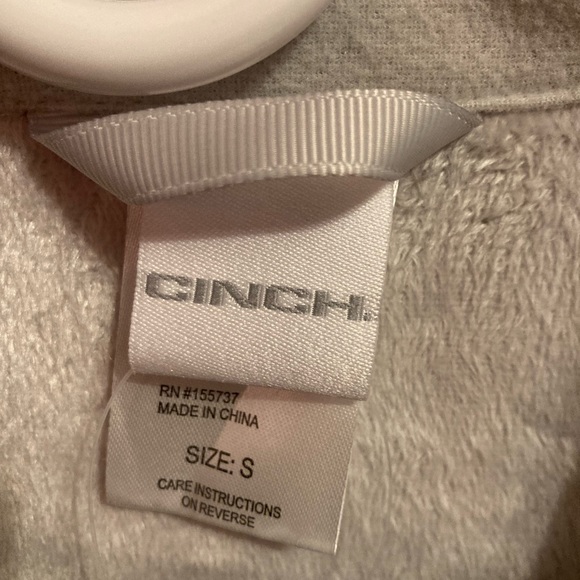 CINCH.
RN #155737
MADE IN CHINA
SIZE: S
CARE INSTRUCTIONS
ON REVERSE